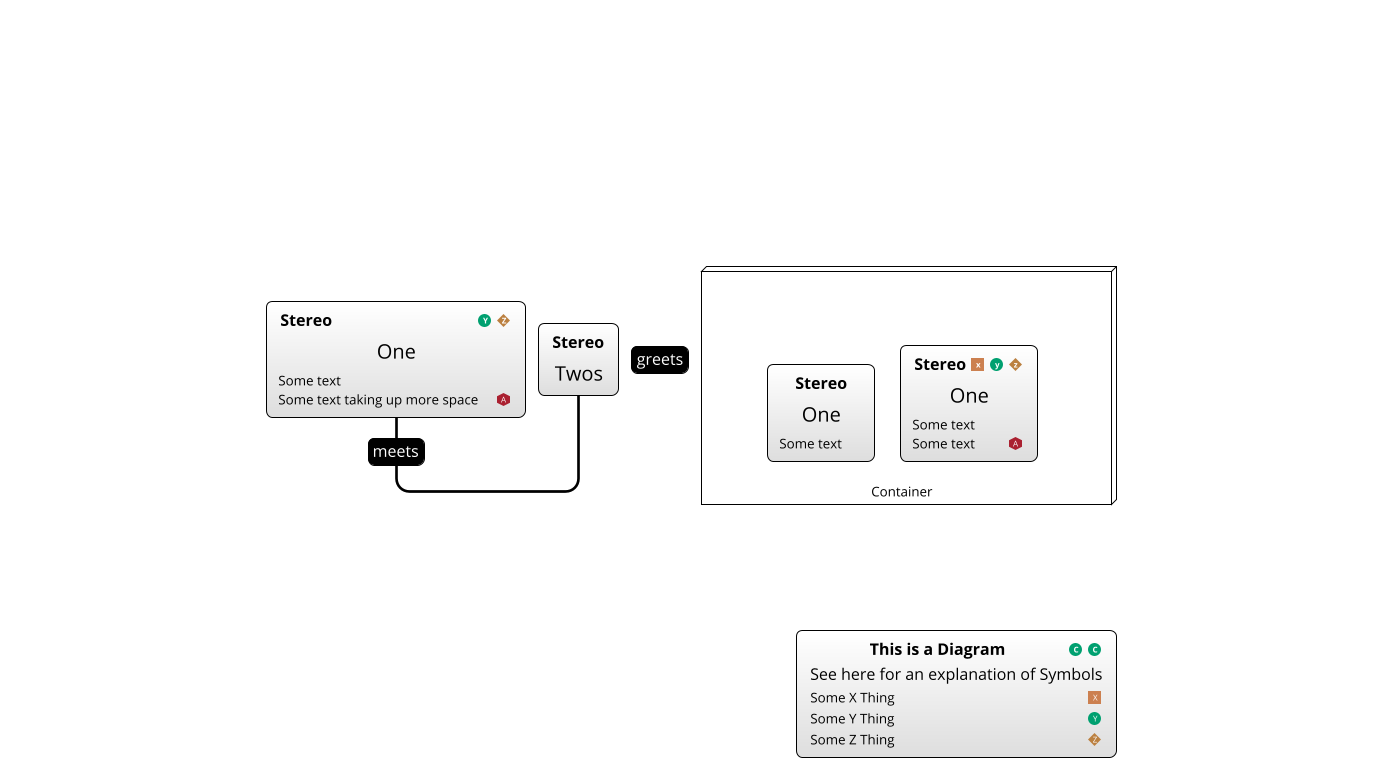 Stereo Y Z
One
Some text
Some text taking up more space A
meets
Stereo
Twos
greets
Stereo
One
Some text
Stereo x y z
One
Some text
Some text A
Container
This is a Diagram C C
See here for an explanation of Symbols
Some X Thing X
Some Y Thing Y
Some Z Thing Z